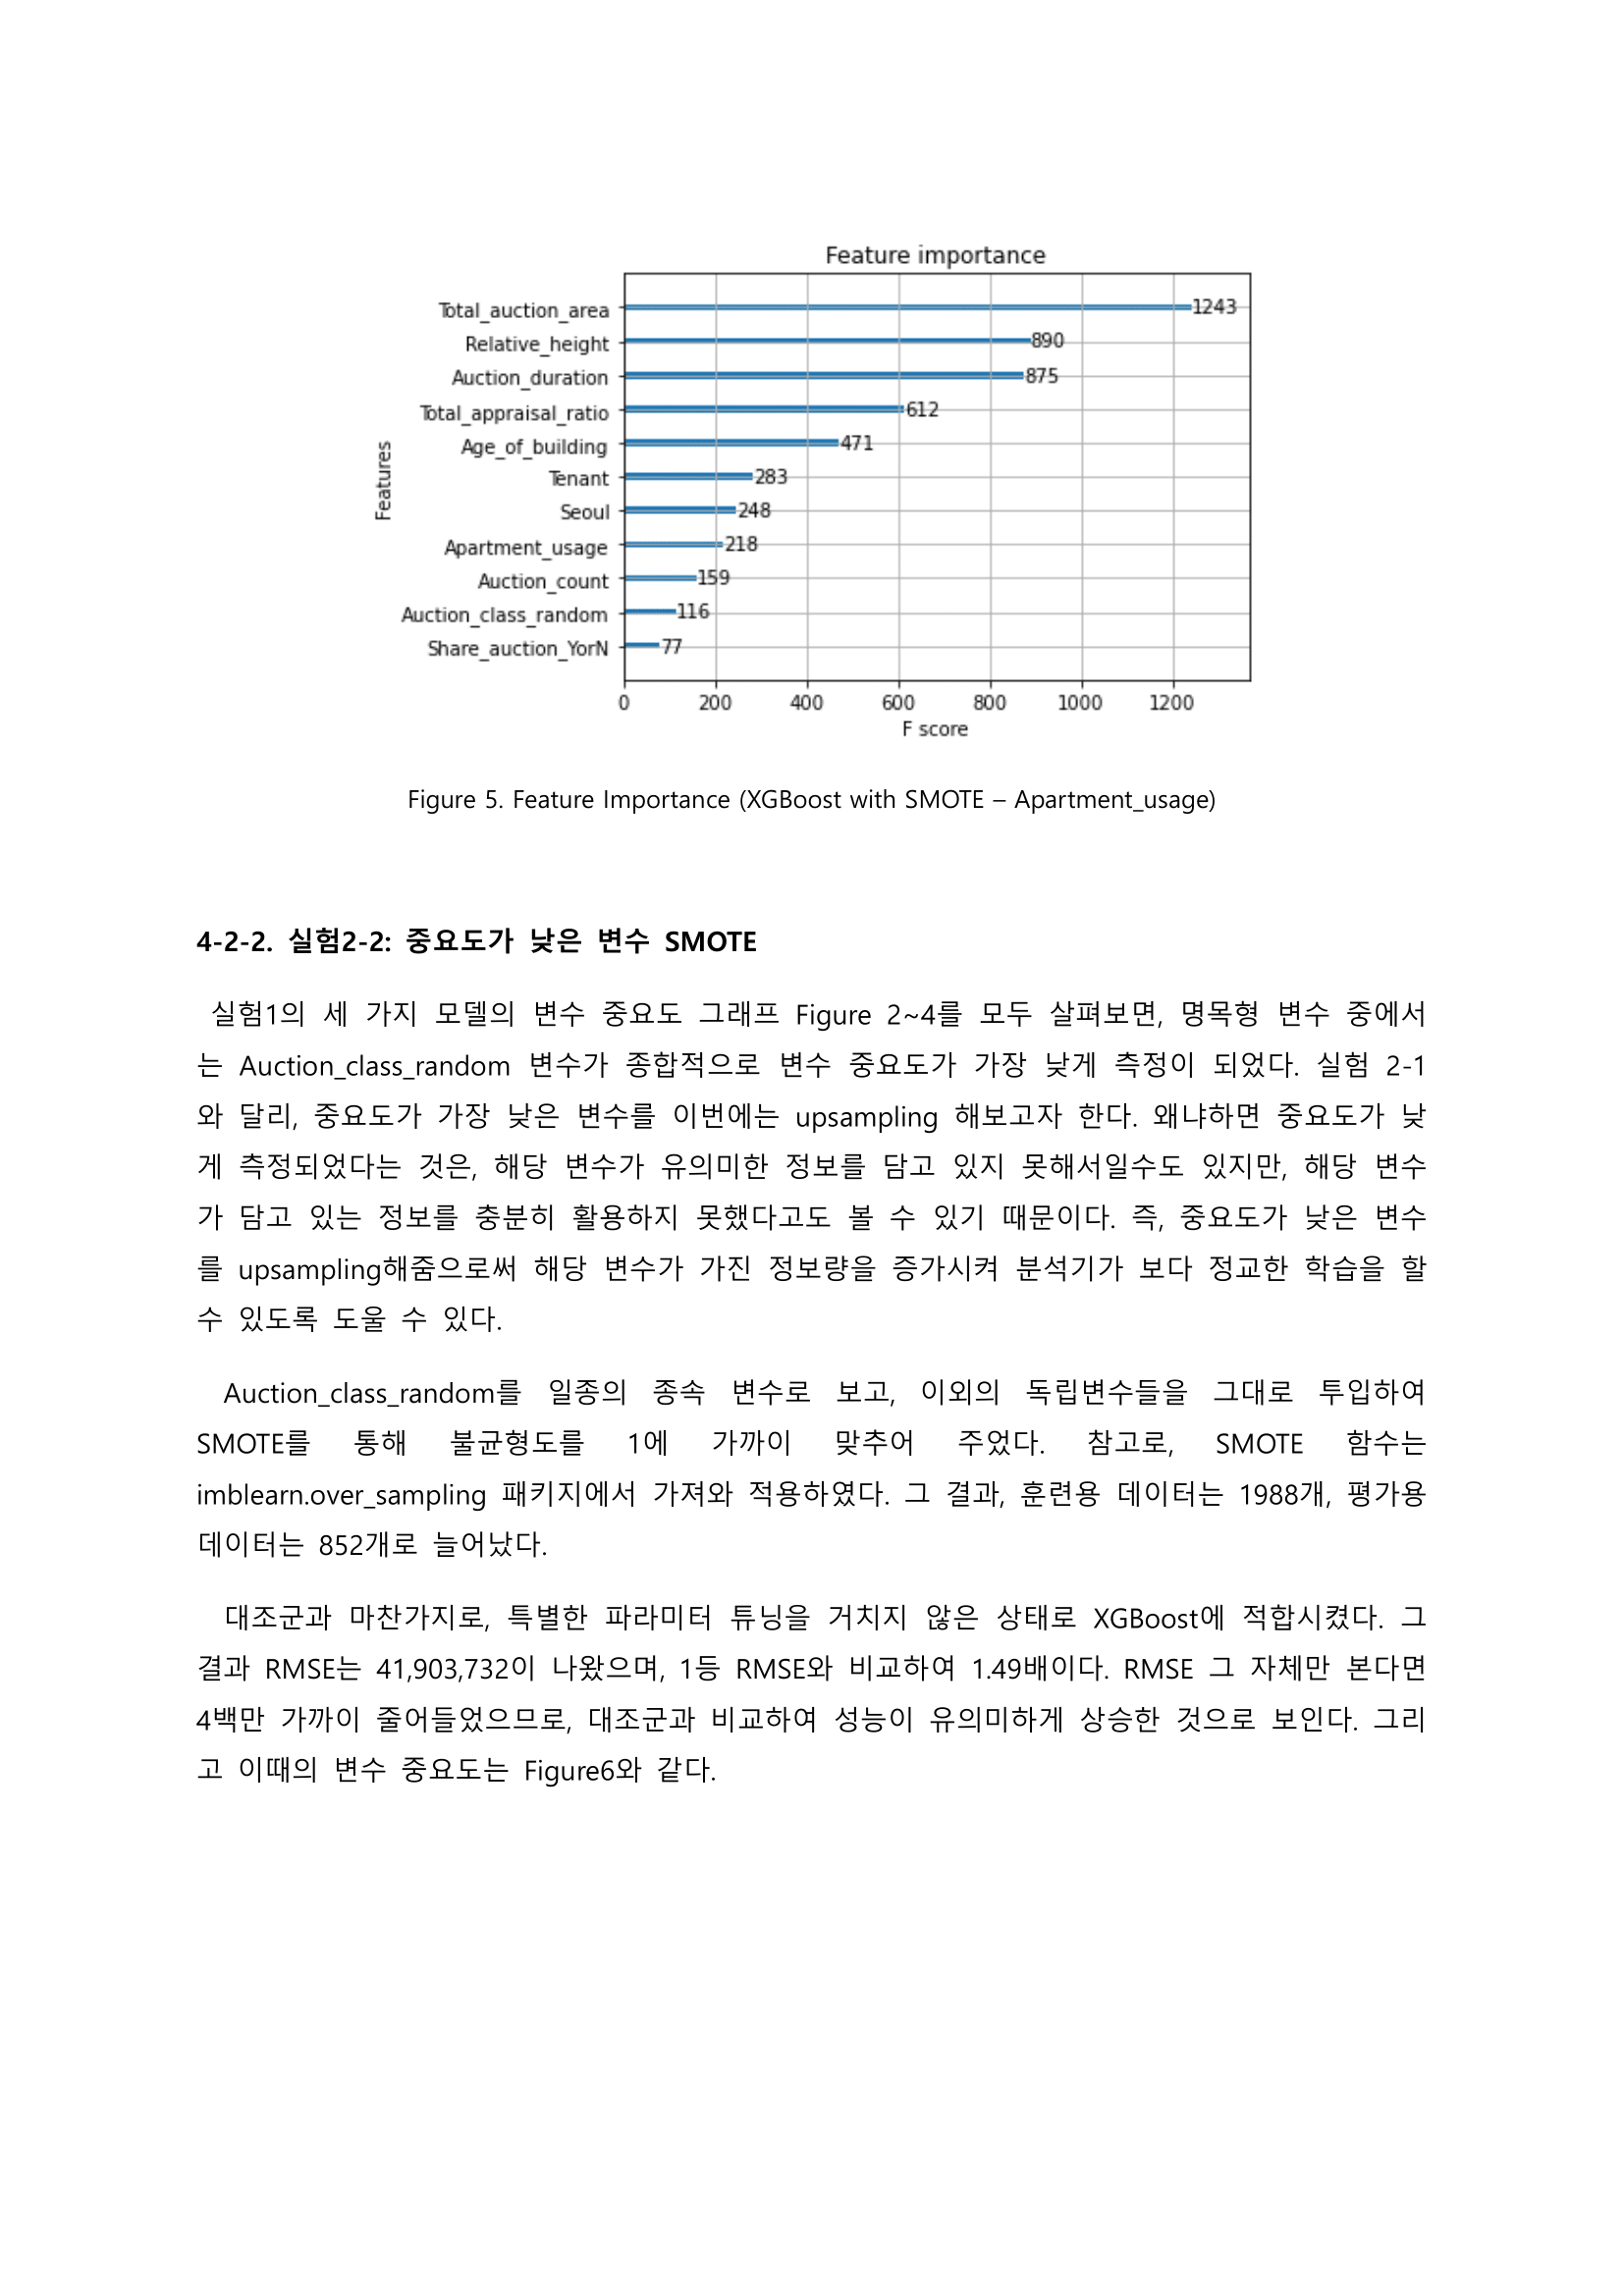 Feature importance
Total_auction_area 1243
Relative_height 890
Auction_duration 875
Total_appraisal_ratio 612
Age_of_building 471
Tenant 283
Seoul 248
Apartment_usage 218
Auction_count 159
Auction_class_random 116
Share_auction_YorN 77
Features
0 200 400 600 800 1000 1200
F score
Figure 5. Feature Importance (XGBoost with SMOTE – Apartment_usage)
4-2-2. 실험2-2: 중요도가 낮은 변수 SMOTE
실험1의 세 가지 모델의 변수 중요도 그래프 Figure 2~4를 모두 살펴보면, 명목형 변수 중에서
는 Auction_class_random 변수가 종합적으로 변수 중요도가 가장 낮게 측정이 되었다. 실험 2-1
와 달리, 중요도가 가장 낮은 변수를 이번에는 upsampling 해보고자 한다. 왜냐하면 중요도가 낮
게 측정되었다는 것은, 해당 변수가 유의미한 정보를 담고 있지 못해서일수도 있지만, 해당 변수
가 담고 있는 정보를 충분히 활용하지 못했다고도 볼 수 있기 때문이다. 즉, 중요도가 낮은 변수
를 upsampling해줌으로써 해당 변수가 가진 정보량을 증가시켜 분석기가 보다 정교한 학습을 할
수 있도록 도울 수 있다.
Auction_class_random를 일종의 종속 변수로 보고, 이외의 독립변수들을 그대로 투입하여
SMOTE를 통해 불균형도를 1에 가까이 맞추어 주었다. 참고로, SMOTE 함수는
imblearn.over_sampling 패키지에서 가져와 적용하였다. 그 결과, 훈련용 데이터는 1988개, 평가용
데이터는 852개로 늘어났다.
대조군과 마찬가지로, 특별한 파라미터 튜닝을 거치지 않은 상태로 XGBoost에 적합시켰다. 그
결과 RMSE는 41,903,732이 나왔으며, 1등 RMSE와 비교하여 1.49배이다. RMSE 그 자체만 본다면
4백만 가까이 줄어들었으므로, 대조군과 비교하여 성능이 유의미하게 상승한 것으로 보인다. 그리
고 이때의 변수 중요도는 Figure6와 같다.